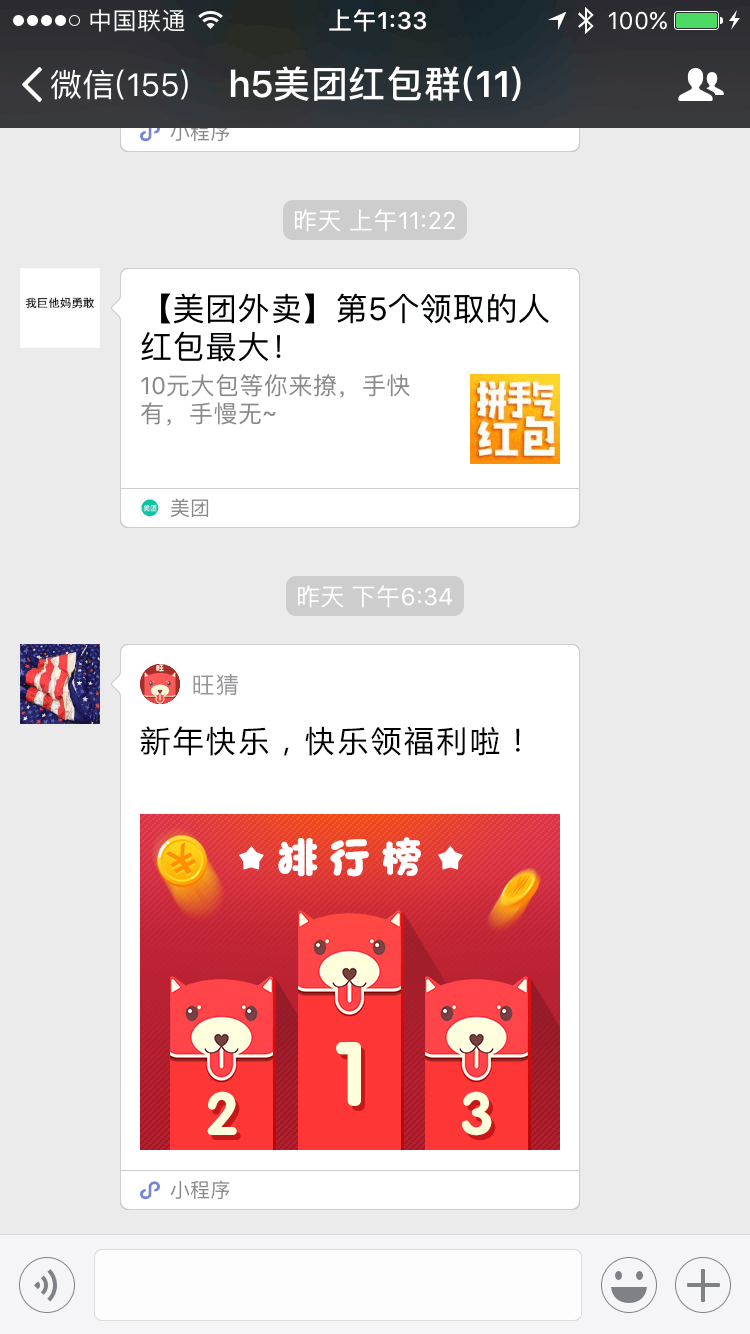 中国联通
上午1:33
100%
微信(155)
h5美团红包群(11)
小程序
昨天 上午11:22
我巨他妈勇敢
【美团外卖】第5个领取的人
红包最大！
10元大包等你来撩，手快
有，手慢无~
拼手气
红包
美团
美团
昨天 下午6:34
旺
旺猜
新年快乐，快乐领福利啦！
排行榜
1
2
3
小程序